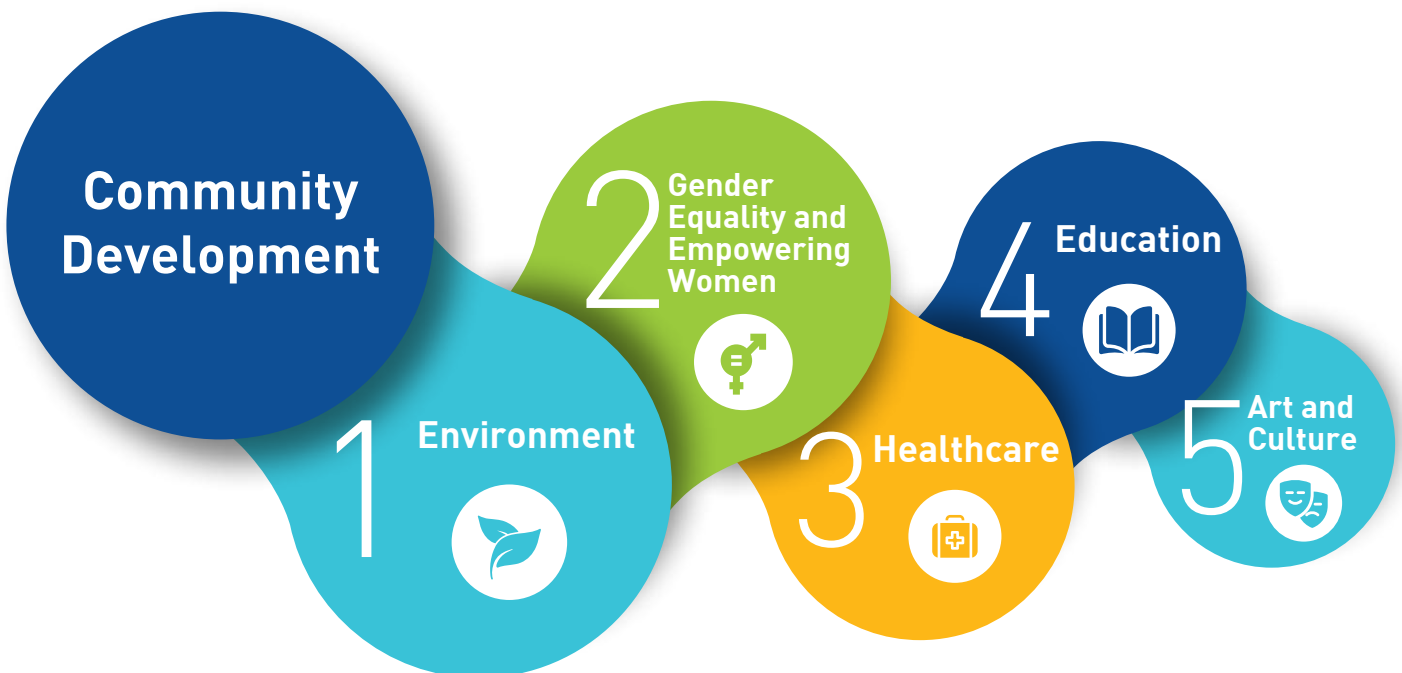 Community
Development
1
Environment
2
Gender
Equality and
Empowering
Women
3
Healthcare
4
Education
5
Art and
Culture